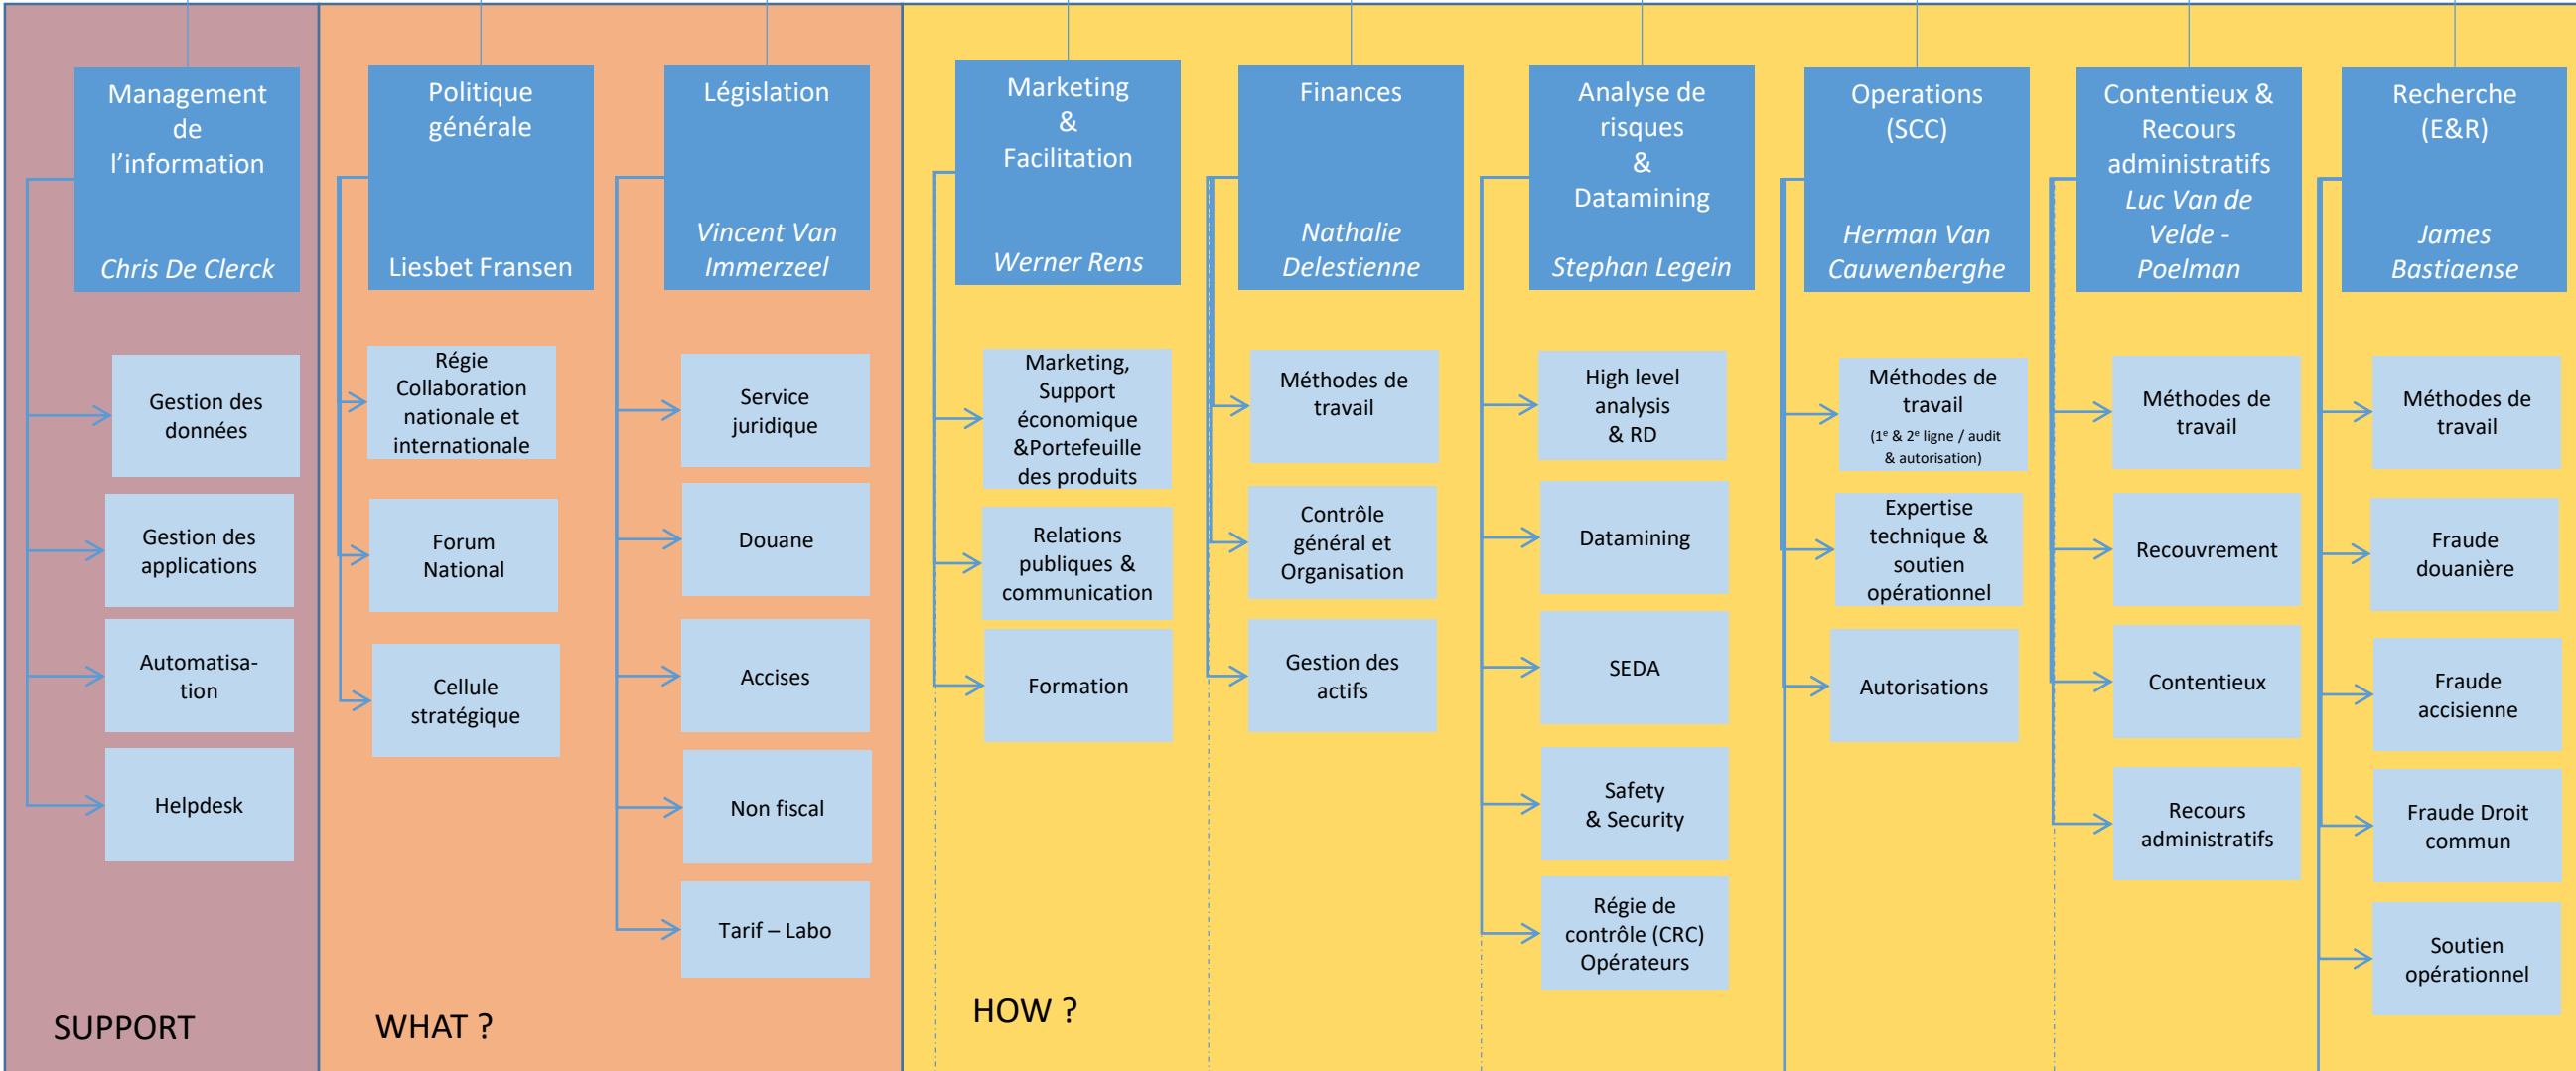 Management
de
l'information
Chris De Clerck
Gestion des
données
Gestion des
applications
Automatisa-
tion
Helpdesk
SUPPORT
Politique
générale
Liesbet Fransen
Régie
Collaboration
nationale et
internationale
Forum
National
Cellule
stratégique
Législation
Vincent Van
Immerzeel
Service
juridique
Douane
Accises
Non fiscal
Tarif – Labo
WHAT ?
Marketing
&
Facilitation
Werner Rens
Marketing,
Support
économique
&Portefeuille
des produits
Relations
publiques &
communication
Formation
Finances
Nathalie
Delestienne
Méthodes de
travail
Contrôle
général et
Organisation
Gestion des
actifs
Analyse de
risques
&
Datamining
Stephan Legein
High level
analysis
& RD
Datamining
SEDA
Safety
& Security
Régie de
contrôle (CRC)
Opérateurs
Operations
(SCC)
Herman Van
Cauwenberghe
Méthodes de
travail
(1e & 2e ligne / audit
& autorisation)
Expertise
technique &
soutien
opérationnel
Autorisations
Contentieux &
Recours
administratifs
Luc Van de
Velde -
Poelman
Méthodes de
travail
Recouvrement
Contentieux
Recours
administratifs
Recherche
(E&R)
James
Bastiaense
Méthodes de
travail
Fraude
douanière
Fraude
accisienne
Fraude Droit
commun
Soutien
opérationnel
HOW ?